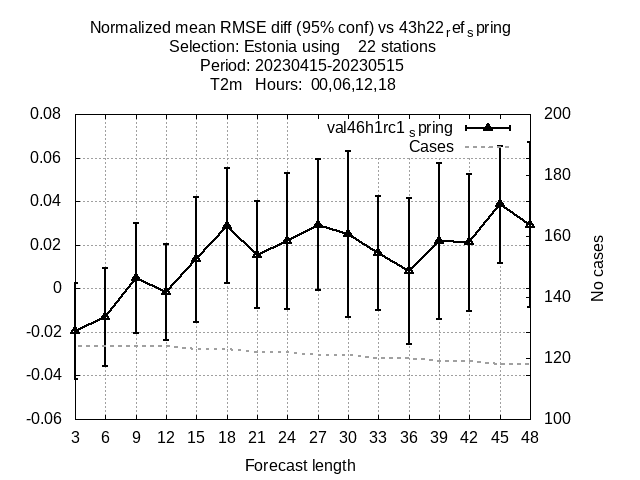 Normalized mean RMSE diff (95% conf) vs 43h22refspring
Selection: Estonia using 22 stations
Period: 20230415-20230515
T2m Hours: 00,06,12,18
val46h1rc1spring
Cases
0.08
0.06
0.04
0.02
0
-0.02
-0.04
-0.06
200
180
160
140
120
100
No cases
3 6 9 12 15 18 21 24 27 30 33 36 39 42 45 48
Forecast length